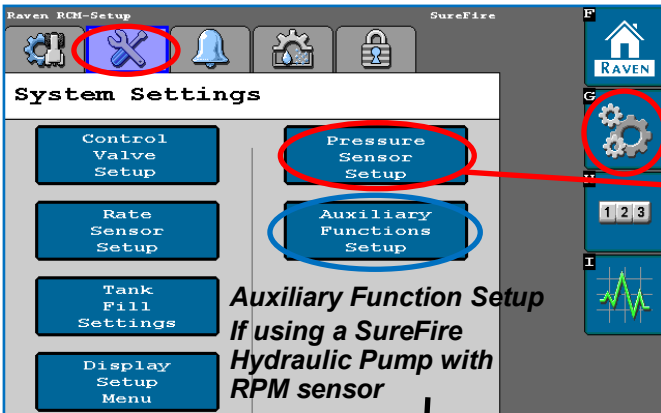 Raven RCM-Setup SureFire
System Settings
Control
Valve
Setup
Pressure
Sensor
Setup
Rate
Sensor
Setup
Auxiliary
Functions
Setup
Tank
Fill
Settings
Display
Setup
Menu
Auxiliary Function Setup
If using a SureFire
Hydraulic Pump with
RPM sensor
F
RAVEN
G
H
1 2 3
I